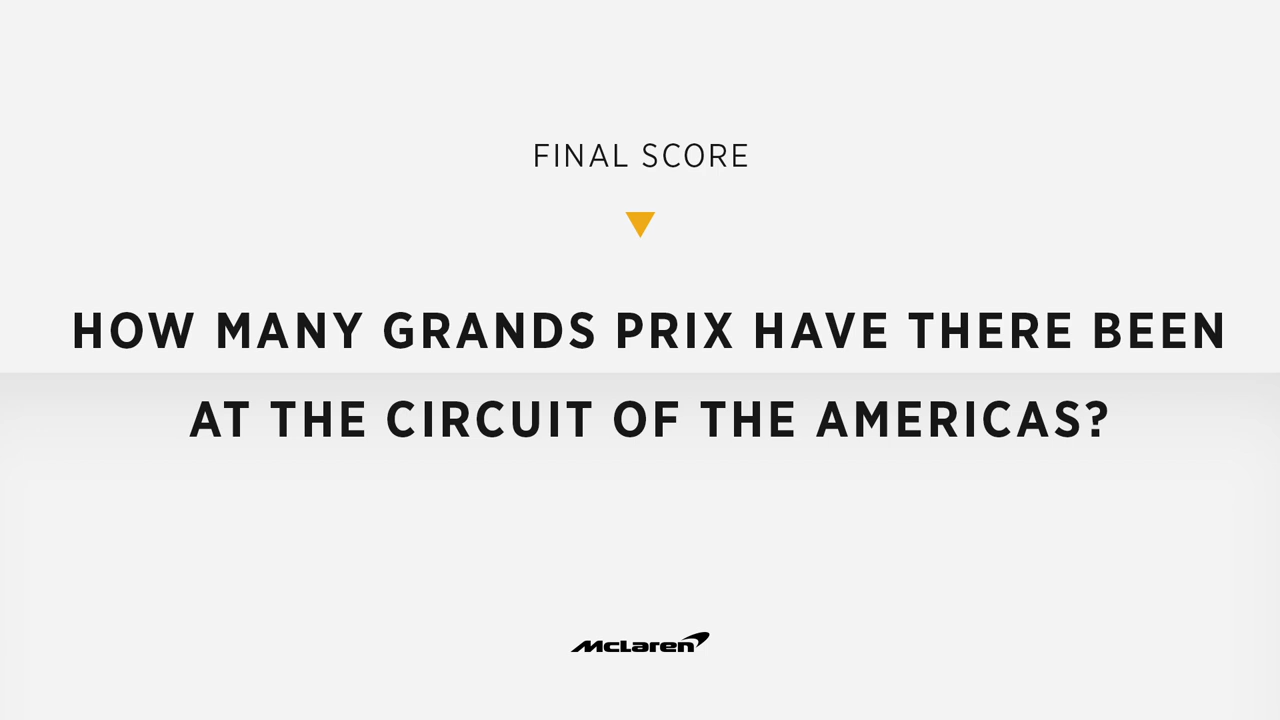 FINAL SCORE
HOW MANY GRANDS PRIX HAVE THERE BEEN
AT THE CIRCUIT OF THE AMERICAS?
McLaren